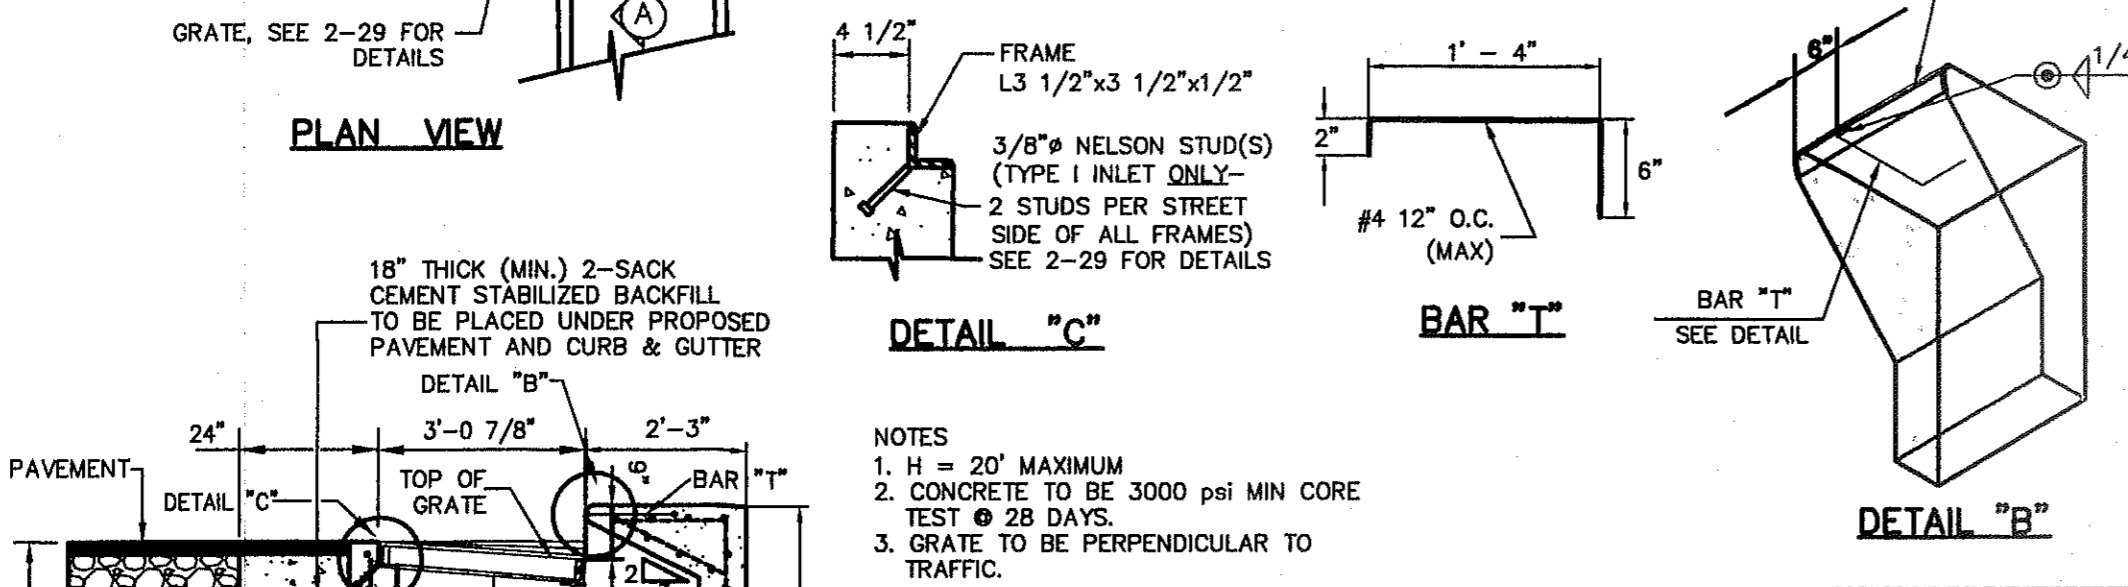 GRATE, SEE 2-29 FOR
DETAILS
A
PLAN VIEW
4 1/2"
FRAME
L3 1/2"x3 1/2"x1/2"
3/8"ø NELSON STUD(S)
(TYPE I INLET ONLY-
2 STUDS PER STREET
SIDE OF ALL FRAMES)
SEE 2-29 FOR DETAILS
DETAIL "C"
1' - 4"
2"
6"
#4 12" O.C.
(MAX)
BAR "T"
6"
1/4
BAR "T"
SEE DETAIL
DETAIL "B"
18" THICK (MIN.) 2-SACK
CEMENT STABILIZED BACKFILL
TO BE PLACED UNDER PROPOSED
PAVEMENT AND CURB & GUTTER
DETAIL "B"
24"
3'-0 7/8"
2'-3"
PAVEMENT
DETAIL "C"
TOP OF
GRATE
6"
BAR "T"
2
NOTES
1. H = 20' MAXIMUM
2. CONCRETE TO BE 3000 psi MIN CORE
TEST @ 28 DAYS.
3. GRATE TO BE PERPENDICULAR TO
TRAFFIC.